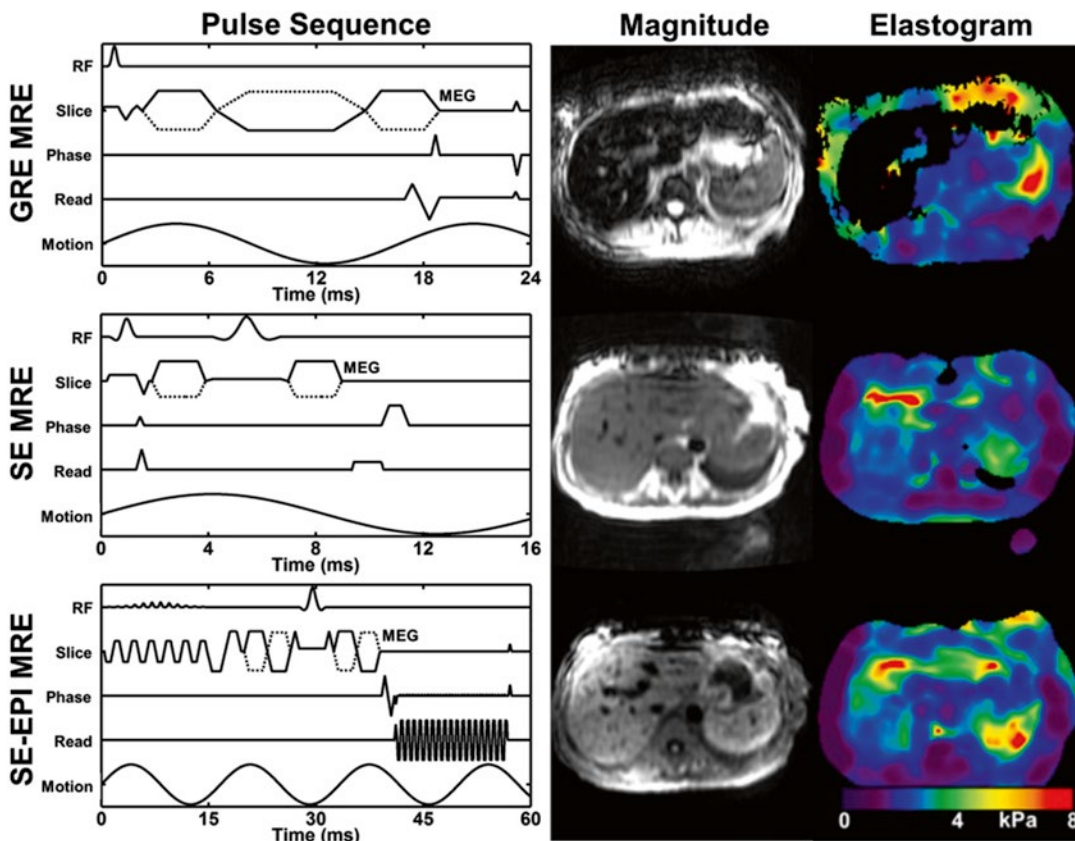 Pulse Sequence
Magnitude
Elastogram
GRE MRE
RF
Slice
MEG
Phase
Read
Motion
0 6 12 18 24
Time (ms)
SE MRE
RF
Slice
MEG
Phase
Read
Motion
0 4 8 12 16
Time (ms)
SE-EPI MRE
RF
Slice
MEG
Phase
Read
Motion
0 15 30 45 60
Time (ms)
0 4 kPa 8